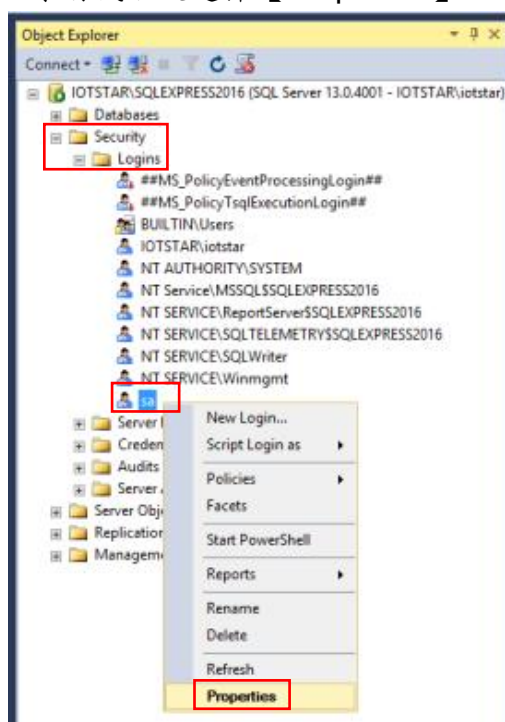 Object Explorer
Connect
IOTSTAR\SQLEXPRESS2016 (SQL Server 13.0.4001 - IOTSTAR\iotstar)
Databases
Security
Logins
##MS_PolicyEventProcessingLogin##
##MS_PolicyTsqlExecutionLogin##
BUILTIN\Users
IOTSTAR\iotstar
NT AUTHORITY\SYSTEM
NT Service\MSSQL$SQLEXPRESS2016
NT SERVICE\ReportServer$SQLEXPRESS2016
NT SERVICE\SQLTELEMETRY$SQLEXPRESS2016
NT SERVICE\SQLWriter
NT SERVICE\Winmgmt
sa
Server
Creden
Audits
Server
Server Obj
Replication
Managem
New Login...
Script Login as
Policies
Facets
Start PowerShell
Reports
Rename
Delete
Refresh
Properties